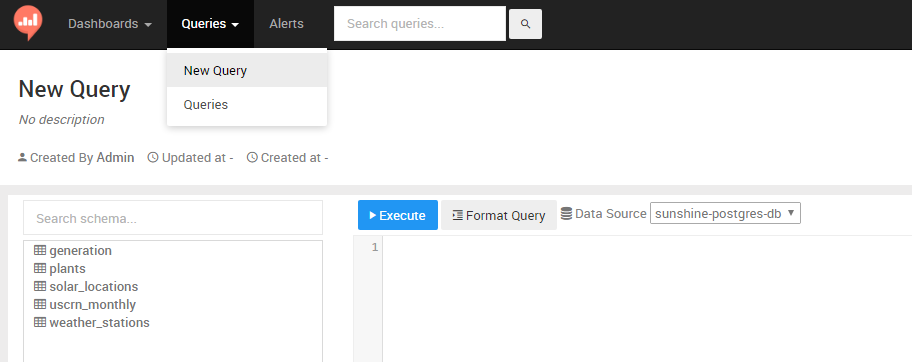 Dashboards Queries Alerts Search queries...
New Query
Queries
New Query
No description
Created By Admin Updated at - Created at -
Search schema...
Execute Format Query Data Source sunshine-postgres-db
generation
plants
solar_locations
uscrn_monthly
weather_stations
1